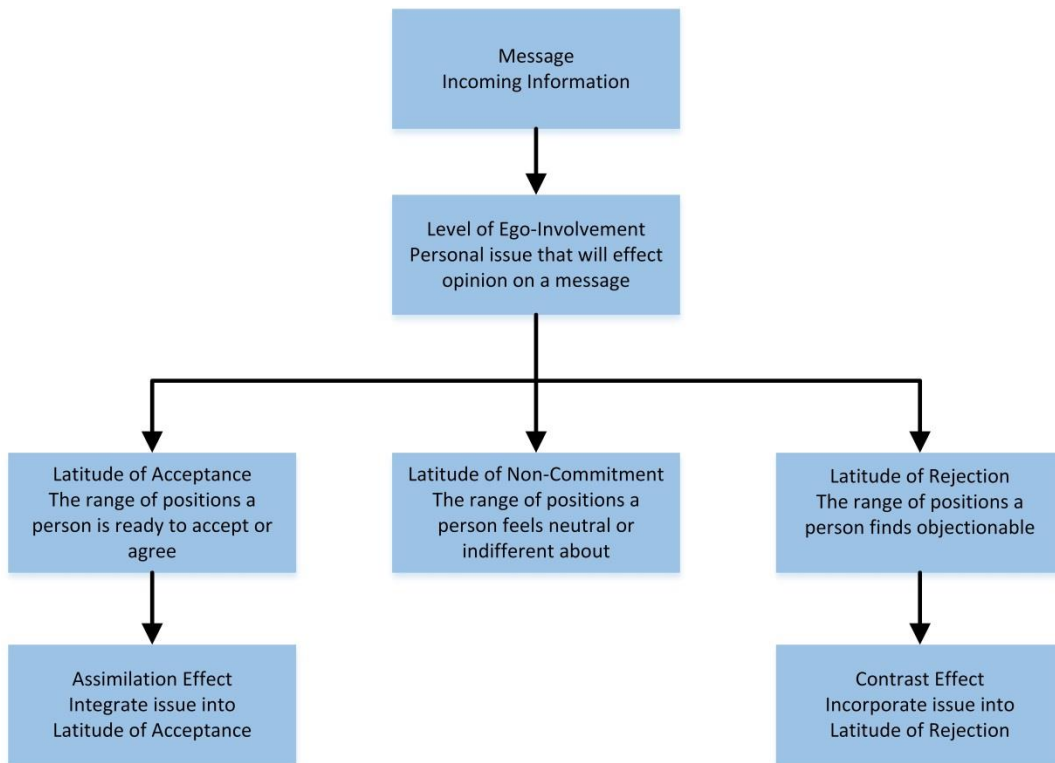 Message
Incoming Information
Level of Ego-Involvement
Personal issue that will effect
opinion on a message
Latitude of Acceptance
The range of positions a
person is ready to accept or
agree
Latitude of Non-Commitment
The range of positions a
person feels neutral or
indifferent about
Latitude of Rejection
The range of positions a
person finds objectionable
Assimilation Effect
Integrate issue into
Latitude of Acceptance
Contrast Effect
Incorporate issue into
Latitude of Rejection